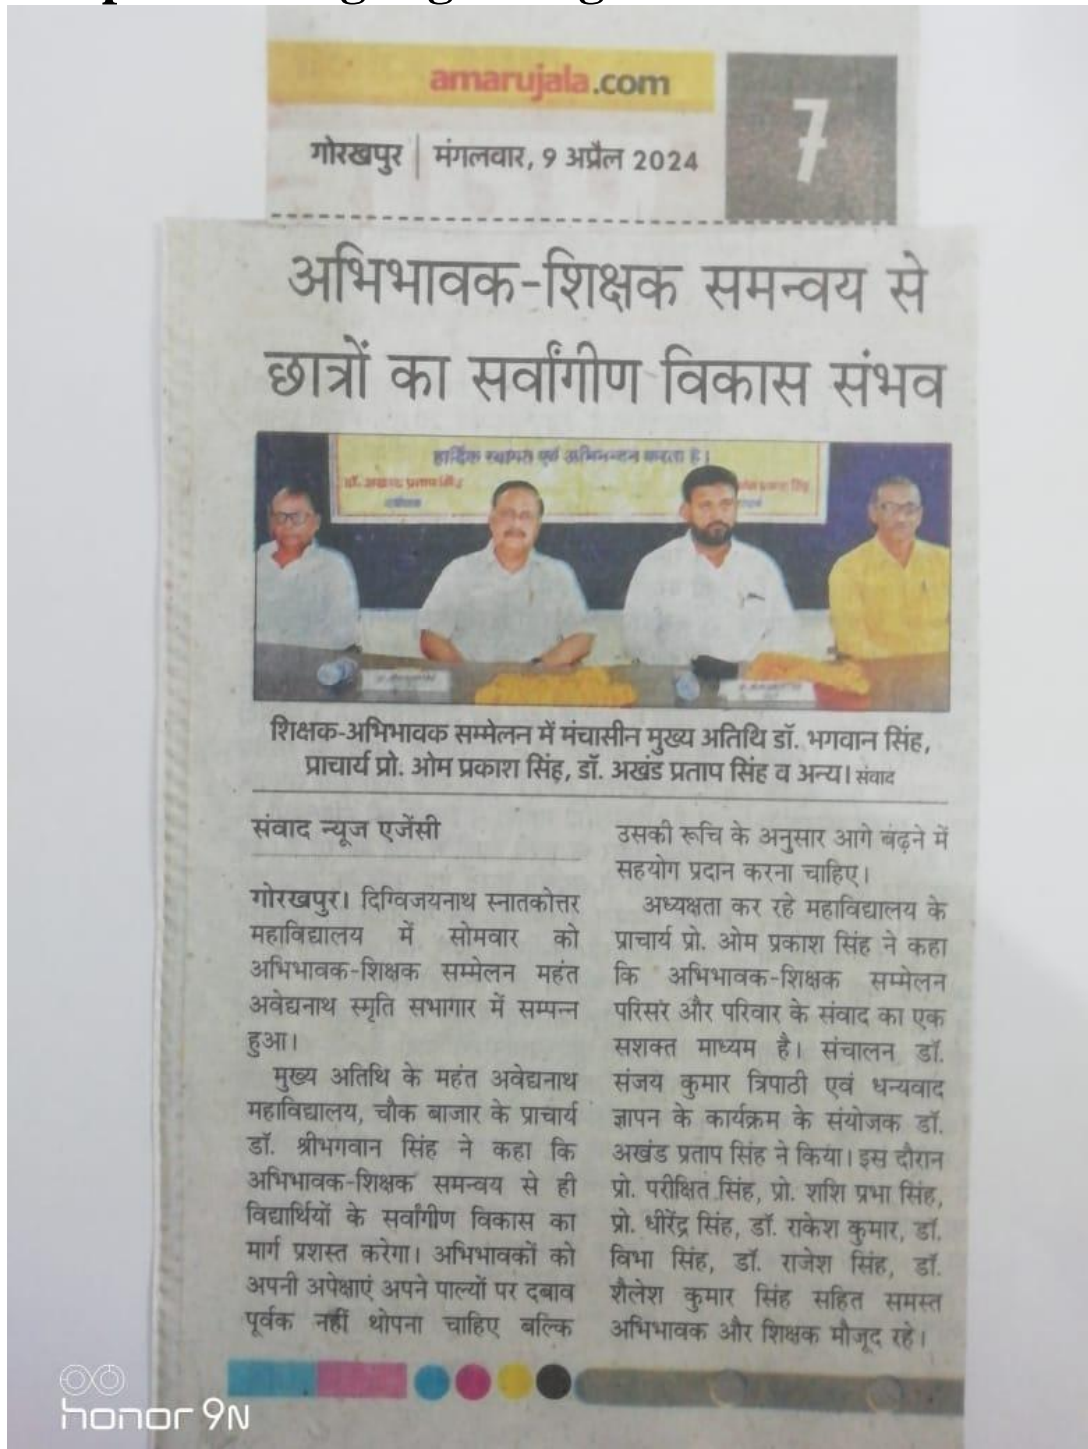 amarujala.com
7
गोरखपुर | मंगलवार, 9 अप्रैल 2024
अभिभावक-शिक्षक समन्वय से
छात्रों का सर्वांगीण विकास संभव
हार्दिक स्वागत एवं अभिनन्दन करता है।
शिक्षक-अभिभावक सम्मेलन में मंचासीन मुख्य अतिथि डॉ. भगवान सिंह,
प्राचार्य प्रो. ओम प्रकाश सिंह, डॉ. अखंड प्रताप सिंह व अन्य। संवाद
संवाद न्यूज एजेंसी
गोरखपुर। दिग्विजयनाथ स्नातकोत्तर
महाविद्यालय में सोमवार को
अभिभावक-शिक्षक सम्मेलन महंत
अवेद्यनाथ स्मृति सभागार में सम्पन्न
हुआ।
मुख्य अतिथि के महंत अवेद्यनाथ
महाविद्यालय, चौक बाजार के प्राचार्य
डॉ. श्रीभगवान सिंह ने कहा कि
अभिभावक-शिक्षक समन्वय से ही
विद्यार्थियों के सर्वांगीण विकास का
मार्ग प्रशस्त करेगा। अभिभावकों को
अपनी अपेक्षाएं अपने पाल्यों पर दबाव
पूर्वक नहीं थोपना चाहिए बल्कि
उसकी रूचि के अनुसार आगे बढ़ने में
सहयोग प्रदान करना चाहिए।
अध्यक्षता कर रहे महाविद्यालय के
प्राचार्य प्रो. ओम प्रकाश सिंह ने कहा
कि अभिभावक-शिक्षक सम्मेलन
परिसर और परिवार के संवाद का एक
सशक्त माध्यम है। संचालन डॉ.
संजय कुमार त्रिपाठी एवं धन्यवाद
ज्ञापन के कार्यक्रम के संयोजक डॉ.
अखंड प्रताप सिंह ने किया। इस दौरान
प्रो. परीक्षित सिंह, प्रो. शशि प्रभा सिंह,
प्रो. धीरेंद्र सिंह, डॉ. राकेश कुमार, डॉ.
विभा सिंह, डॉ. राजेश सिंह, डॉ.
शैलेश कुमार सिंह सहित समस्त
अभिभावक और शिक्षक मौजूद रहे।
honor 9N